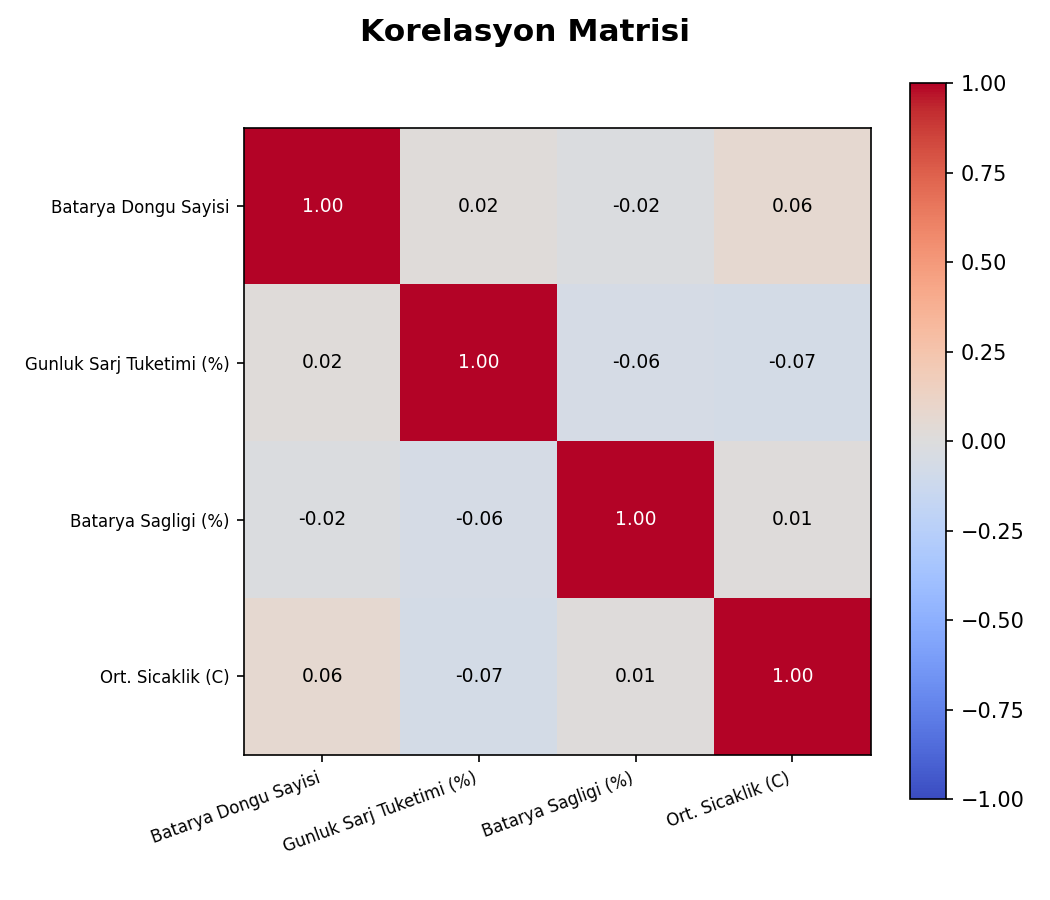 Korelasyon Matrisi
1.00
0.75
0.50
0.25
0.00
−0.25
−0.50
−0.75
−1.00
Batarya Dongu Sayisi 1.00 0.02 -0.02 0.06
Gunluk Sarj Tuketimi (%) 0.02 1.00 -0.06 -0.07
Batarya Sagligi (%) -0.02 -0.06 1.00 0.01
Ort. Sicaklik (C) 0.06 -0.07 0.01 1.00
Batarya Dongu Sayisi
Gunluk Sarj Tuketimi (%)
Batarya Sagligi (%)
Ort. Sicaklik (C)